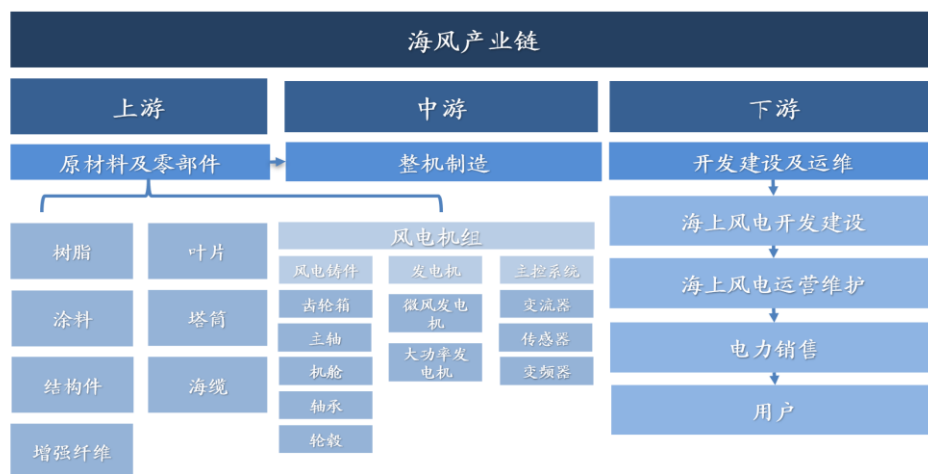 海风产业链
上游
中游
下游
原材料及零部件
整机制造
开发建设及运维
树脂
叶片
涂料
塔筒
结构件
海缆
增强纤维
风电机组
风电铸件
发电机
主控系统
齿轮箱
主轴
机舱
轴承
轮毂
微风发电
机
大功率发
电机
变流器
传感器
变频器
海上风电开发建设
海上风电运营维护
电力销售
用户